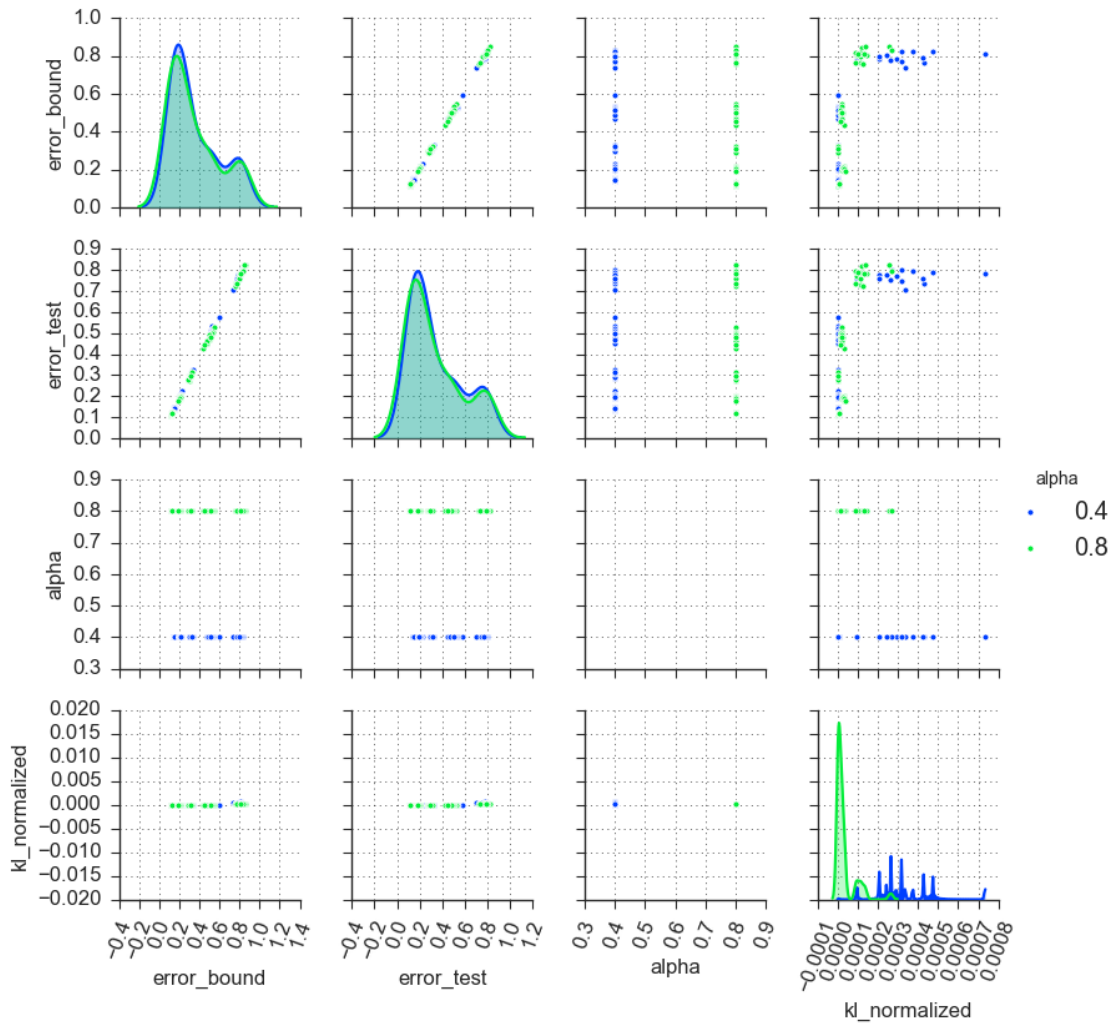 1.0
0.8
0.6
0.4
0.2
0.0
error_bound
0.9
0.8
0.7
0.6
0.5
0.4
0.3
0.2
0.1
0.0
error_test
0.9
0.8
0.7
0.6
0.5
0.4
0.3
alpha
alpha
0.4
0.8
0.020
0.015
0.010
0.005
0.000
−0.005
−0.010
−0.015
−0.020
kl_normalized
−0.4 −0.2 0.0 0.2 0.4 0.6 0.8 1.0 1.2 1.4
error_bound
−0.4 −0.2 0.0 0.2 0.4 0.6 0.8 1.0 1.2
error_test
0.3 0.4 0.5 0.6 0.7 0.8 0.9
alpha
−0.0001 0.0000 0.0001 0.0002 0.0003 0.0004 0.0005 0.0006 0.0007 0.0008
kl_normalized